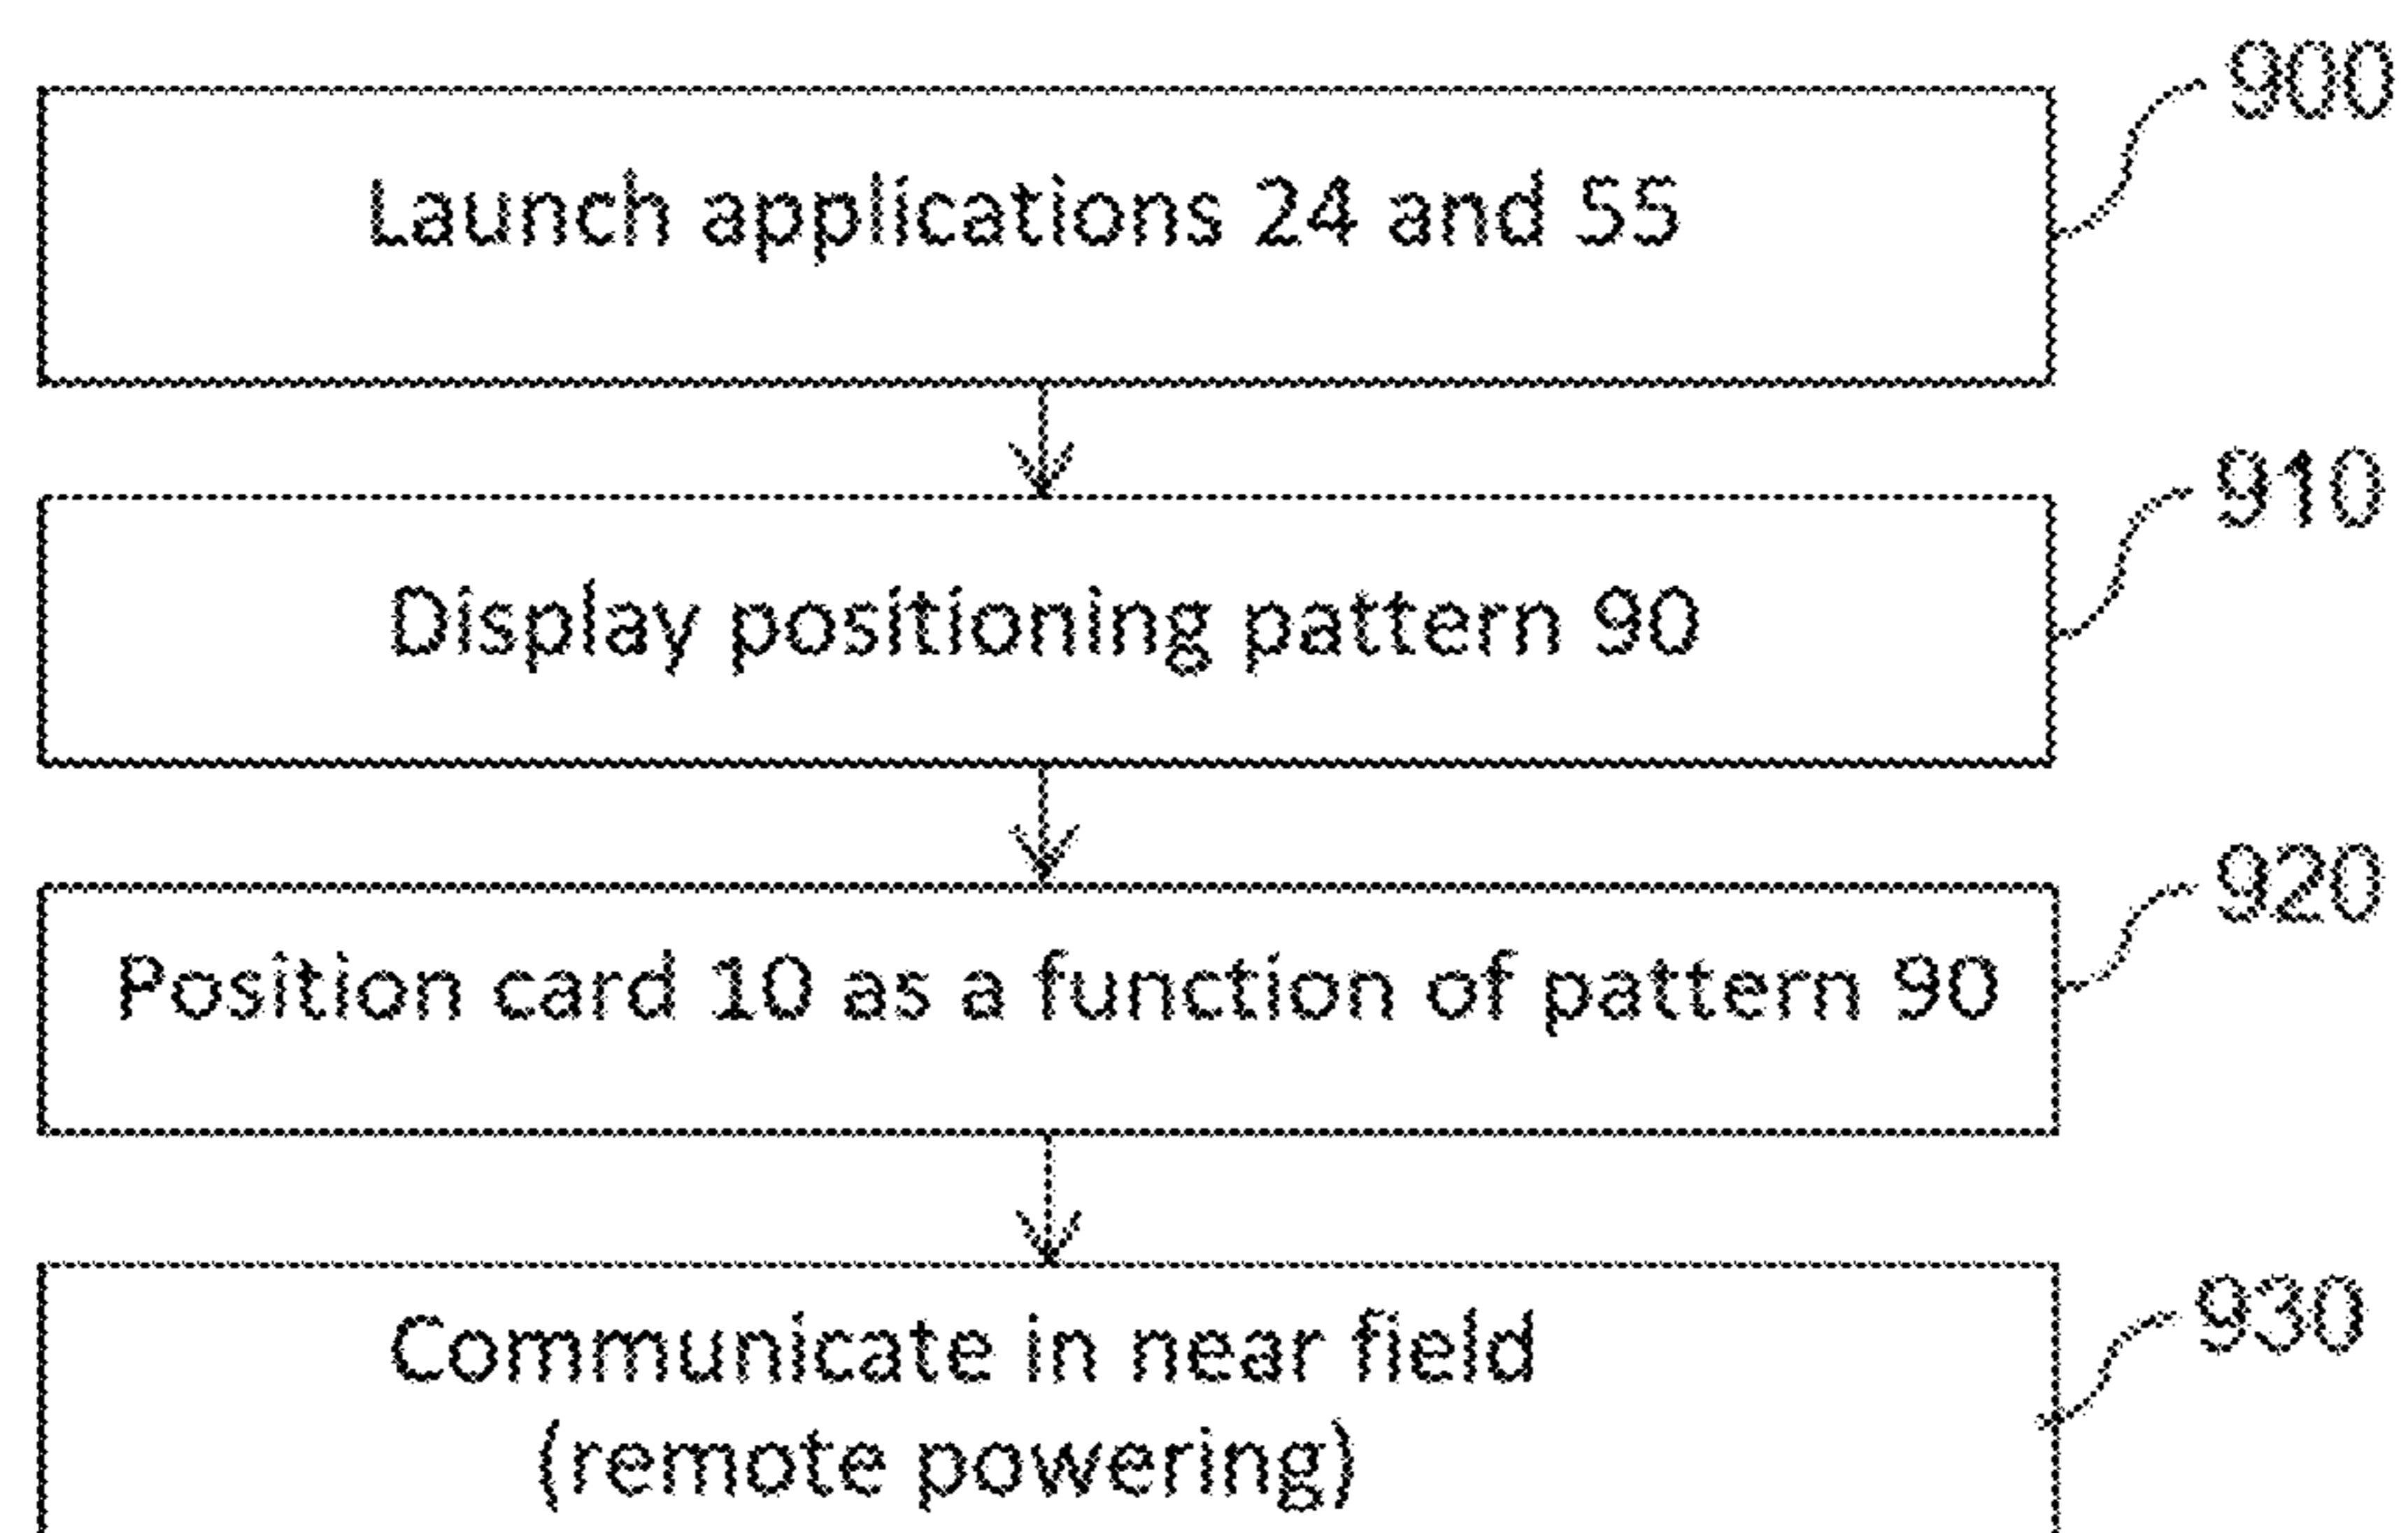 900
Launch applications 24 and 55
910
Display positioning pattern 90
920
Position card 10 as a function of pattern 90
930
Communicate in near field
(remote powering)